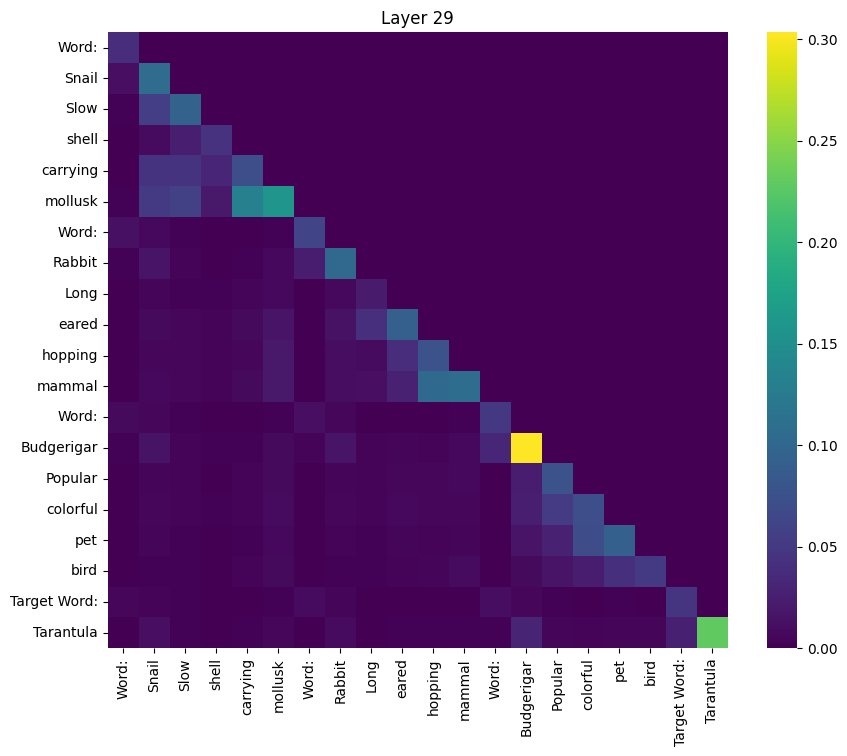 Layer 29
Word:
Snail
Slow
shell
carrying
mollusk
Word:
Rabbit
Long
eared
hopping
mammal
Word:
Budgerigar
Popular
colorful
pet
bird
Target Word:
Tarantula
Word:
Snail
Slow
shell
carrying
mollusk
Word:
Rabbit
Long
eared
hopping
mammal
Word:
Budgerigar
Popular
colorful
pet
bird
Target Word:
Tarantula
0.30
0.25
0.20
0.15
0.10
0.05
0.00